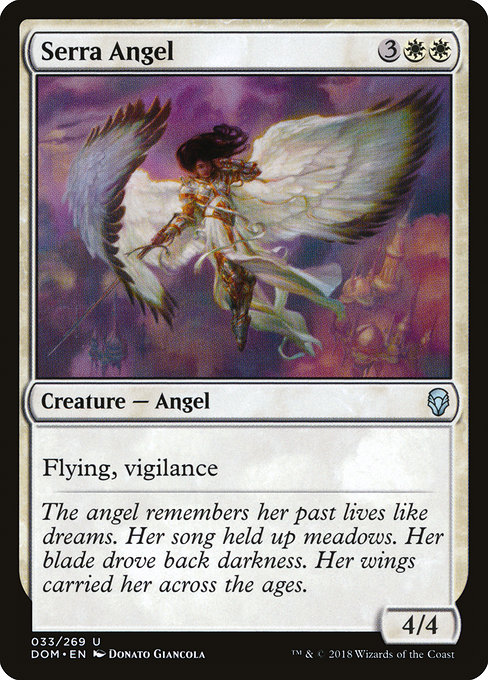 Serra Angel 3
Creature — Angel
Flying, vigilance
The angel remembers her past lives like
dreams. Her song held up meadows. Her
blade drove back darkness. Her wings
carried her across the ages.
4/4
033/269 U
DOM • EN Donato Giancola
™ & © 2018 Wizards of the Coast